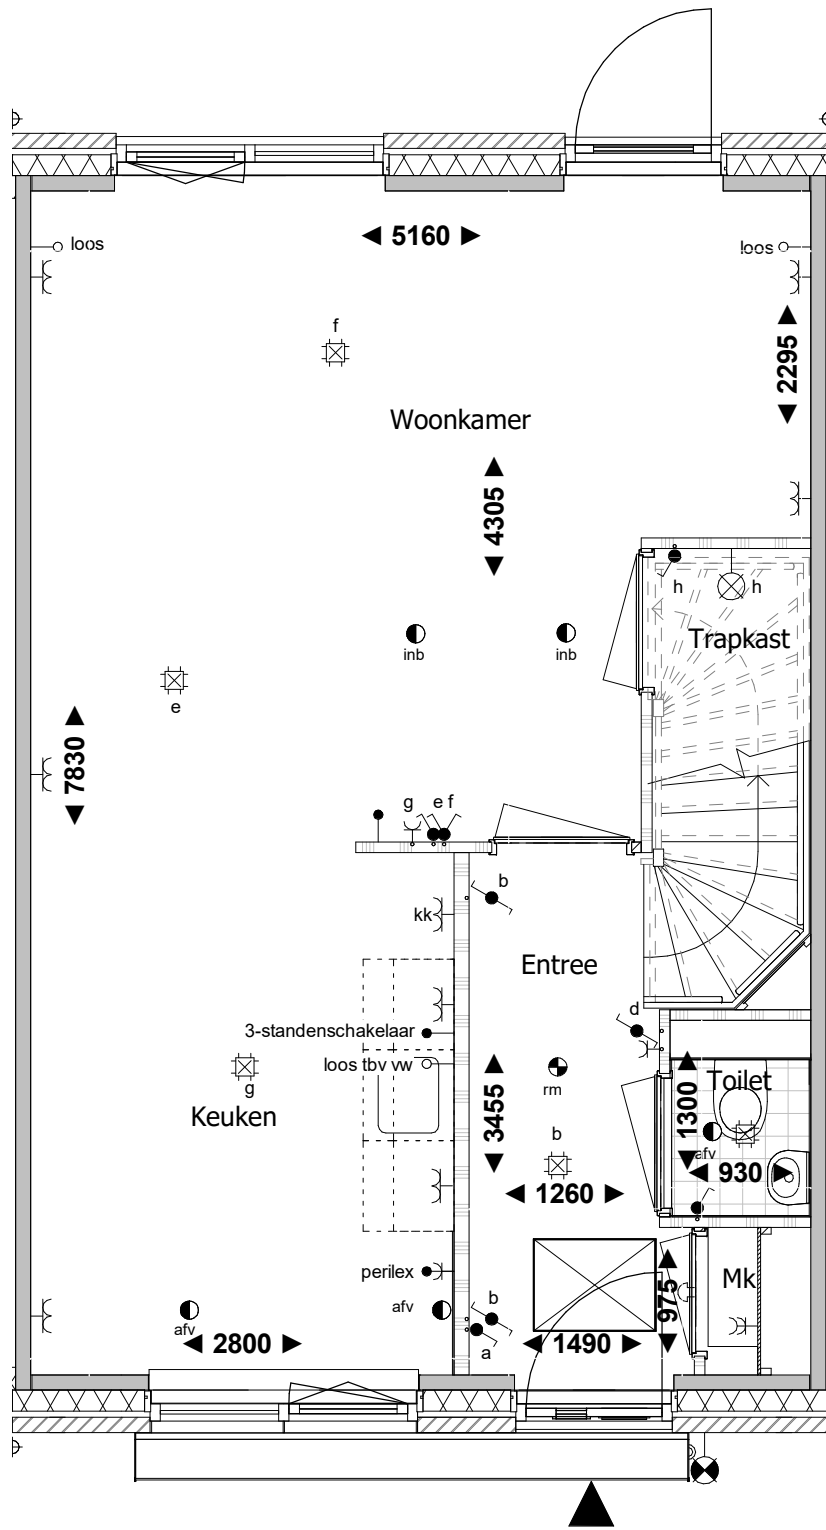 5160
loos
loos
f
2295
Woonkamer
4305
h
h
Trapkast
inb
inb
e
7830
g
e f
b
kk
Entree
d
3-standenschakelaar
loos tbv vw
g
rm
Toilet
1300
Keuken
3455
b
afv
930
1260
perilex
Mk
975
afv
b
afv
2800
1490
a